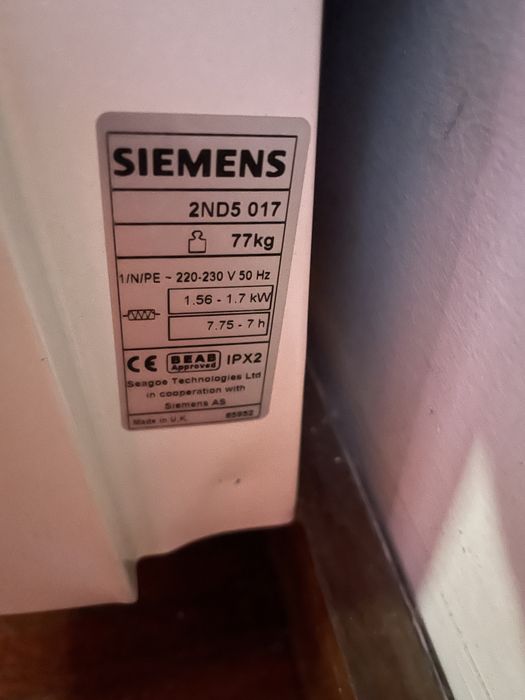 SIEMENS
2ND5 017
77kg
1/N/PE ~ 220-230 V 50 Hz
1.56 - 1.7 kW
7.75 - 7 h
CE BEAB Approved IPX2
Seagoe Technologies Ltd
in cooperation with
Siemens AS
Made in U.K. 65952